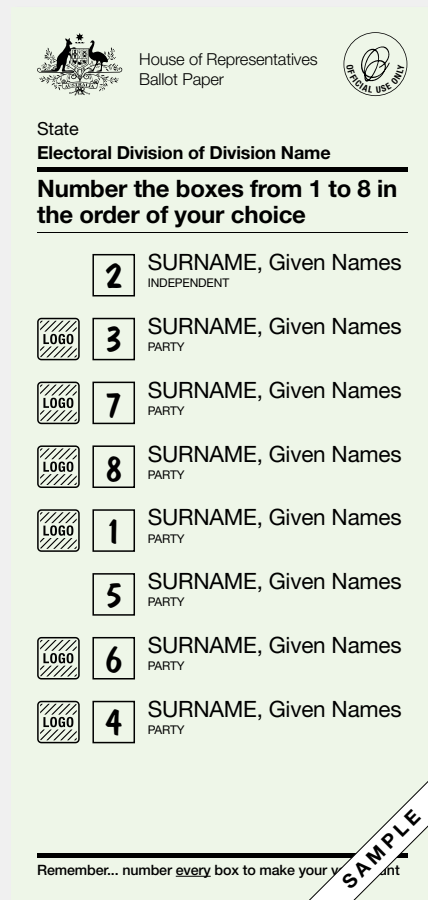 House of Representatives
Ballot Paper
OFFICIAL USE ONLY
AUSTRALIA
State
Electoral Division of Division Name
Number the boxes from 1 to 8 in
the order of your choice
2 SURNAME, Given Names
INDEPENDENT
LOGO 3 SURNAME, Given Names
PARTY
LOGO 7 SURNAME, Given Names
PARTY
LOGO 8 SURNAME, Given Names
PARTY
LOGO 1 SURNAME, Given Names
PARTY
5 SURNAME, Given Names
PARTY
LOGO 6 SURNAME, Given Names
PARTY
LOGO 4 SURNAME, Given Names
PARTY
Remember... number every box to make your
SAMPLE